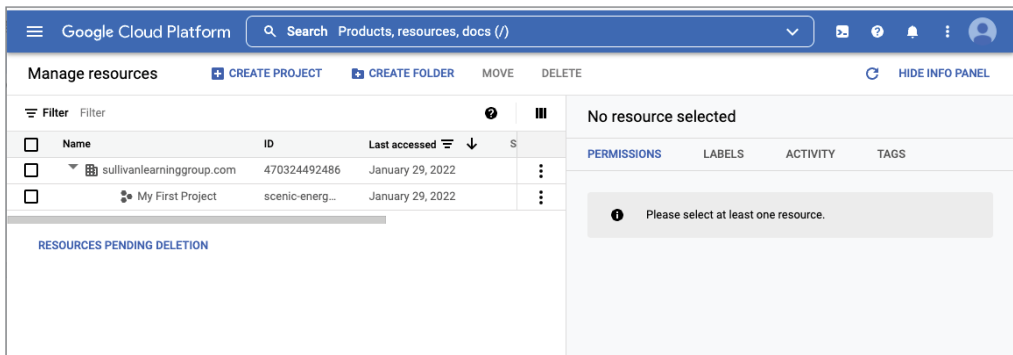 Google Cloud Platform Search Products, resources, docs (/)
Manage resources CREATE PROJECT CREATE FOLDER MOVE DELETE HIDE INFO PANEL
Filter Filter
No resource selected
Name ID Last accessed S
PERMISSIONS LABELS ACTIVITY TAGS
sullivanlearninggroup.com 470324492486 January 29, 2022
My First Project scenic-energ... January 29, 2022
Please select at least one resource.
RESOURCES PENDING DELETION